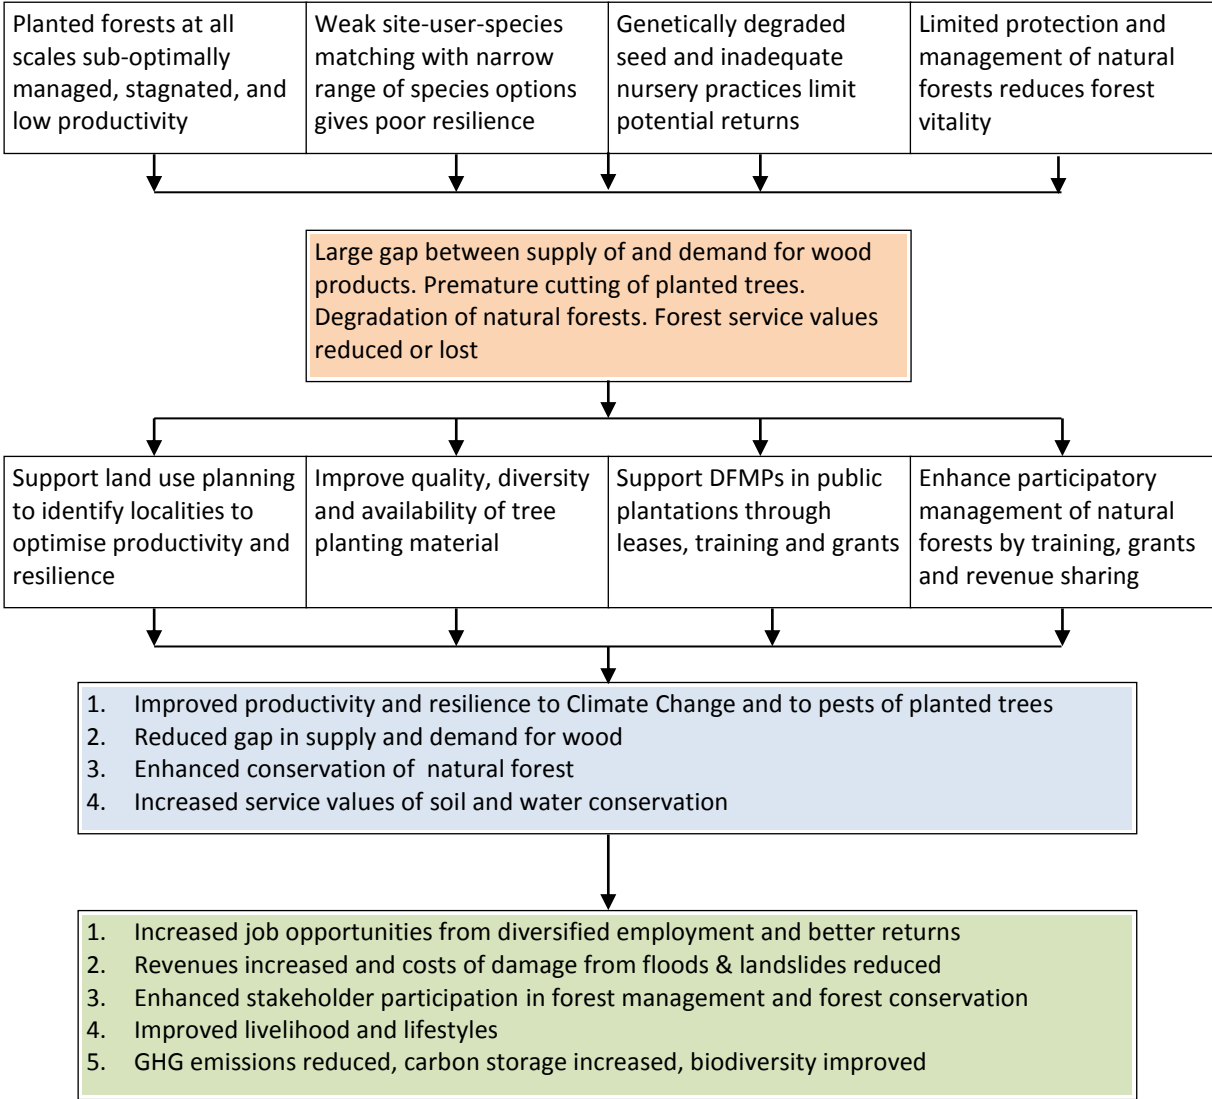 Planted forests at all
scales sub-optimally
managed, stagnated, and
low productivity
Weak site-user-species
matching with narrow
range of species options
gives poor resilience
Genetically degraded
seed and inadequate
nursery practices limit
potential returns
Limited protection and
management of natural
forests reduces forest
vitality
Large gap between supply of and demand for wood
products. Premature cutting of planted trees.
Degradation of natural forests. Forest service values
reduced or lost
Support land use planning
to identify localities to
optimise productivity and
resilience
Improve quality, diversity
and availability of tree
planting material
Support DFMPs in public
plantations through
leases, training and grants
Enhance participatory
management of natural
forests by training, grants
and revenue sharing
1. Improved productivity and resilience to Climate Change and to pests of planted trees
2. Reduced gap in supply and demand for wood
3. Enhanced conservation of natural forest
4. Increased service values of soil and water conservation
1. Increased job opportunities from diversified employment and better returns
2. Revenues increased and costs of damage from floods & landslides reduced
3. Enhanced stakeholder participation in forest management and forest conservation
4. Improved livelihood and lifestyles
5. GHG emissions reduced, carbon storage increased, biodiversity improved